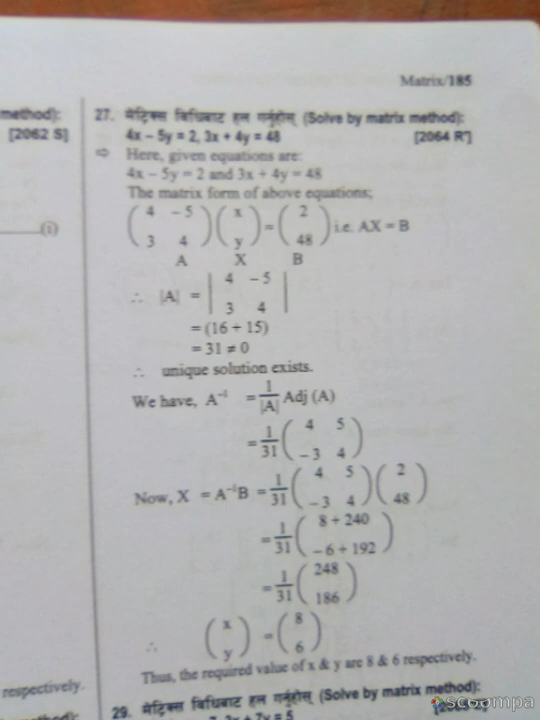 Matrix/185
method):
[2062 S]
(i)
27. मेट्रिक्स विधिबाट हल गर्नुहोस् (Solve by matrix method):
4x – 5y = 2, 3x + 4y = 48 [2064 R']
⇨ Here, given equations are:
4x – 5y = 2 and 3x + 4y = 48
The matrix form of above equations;
( 4 –5 ) ( x ) = ( 2 ) i.e. AX = B
( 3 4 ) ( y ) ( 48 )
A X B
∴ |A| = | 4 –5 |
| 3 4 |
= (16 + 15)
= 31 ≠ 0
∴ unique solution exists.
We have, A⁻¹ = 1/|A| Adj (A)
= 1/31 ( 4 5 )
( –3 4 )
Now, X = A⁻¹B = 1/31 ( 4 5 ) ( 2 )
( –3 4 ) ( 48 )
= 1/31 ( 8 + 240 )
( –6 + 192 )
= 1/31 ( 248 )
( 186 )
∴ ( x ) = ( 8 )
( y ) ( 6 )
Thus, the required value of x & y are 8 & 6 respectively.
respectively.
29. मेट्रिक्स विधिबाट हल गर्नुहोस् (Solve by matrix method):
3x + 7y = 5
method):
scoompa